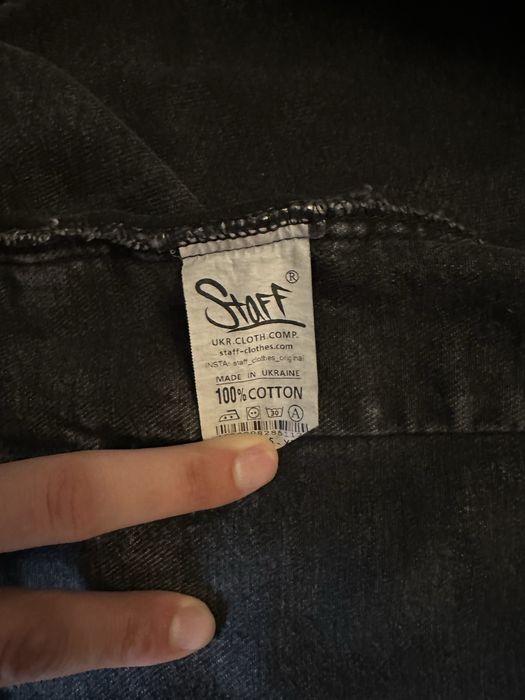 Staff®
UKR.CLOTH.COMP.
staff-clothes.com
INSTA: staff_clothes_original
MADE IN UKRAINE
100% COTTON
30 A